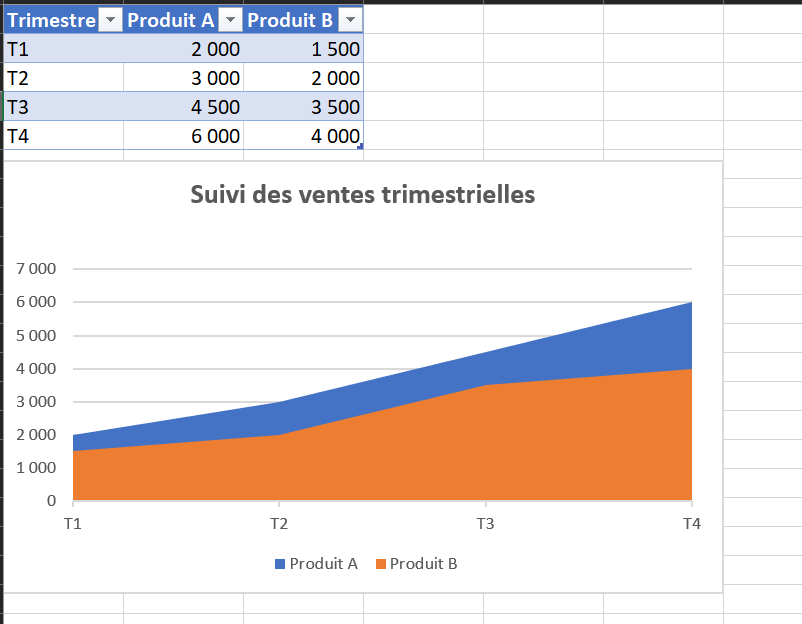 Trimestre Produit A Produit B
T1 2 000 1 500
T2 3 000 2 000
T3 4 500 3 500
T4 6 000 4 000
Suivi des ventes trimestrielles
7 000
6 000
5 000
4 000
3 000
2 000
1 000
0
T1 T2 T3 T4
Produit A Produit B